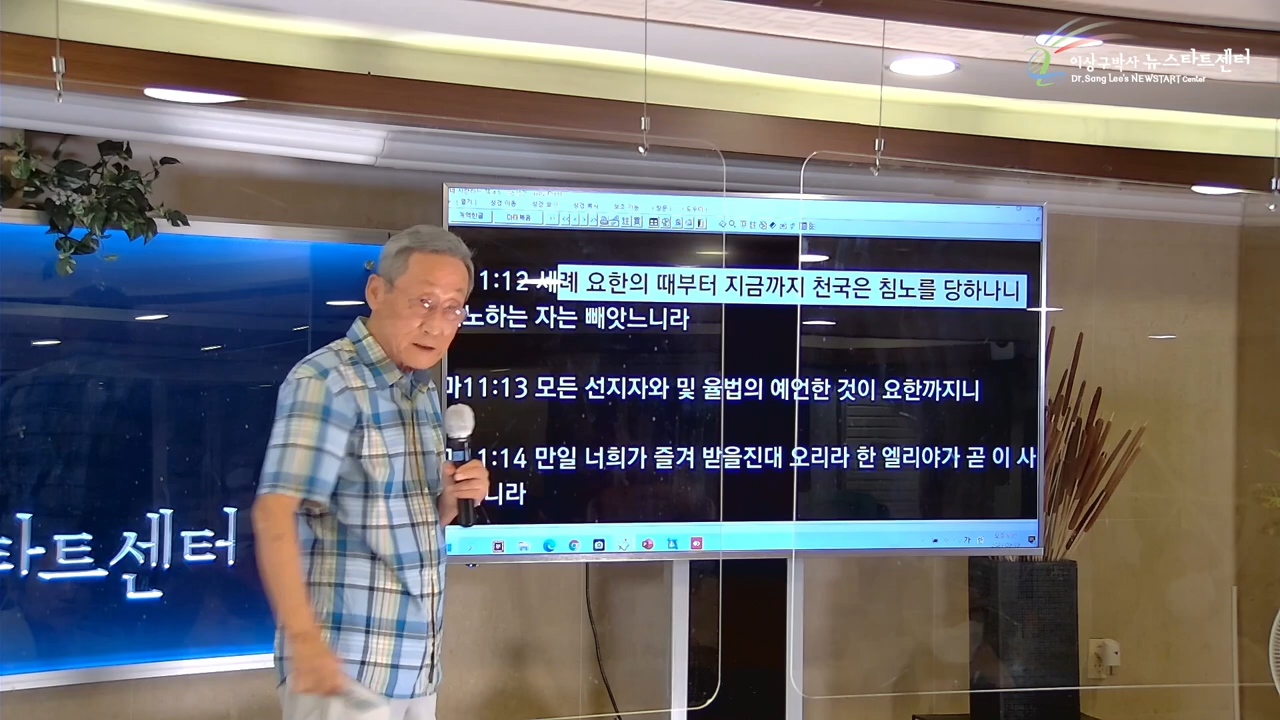 이상구박사 뉴스타트센터
Dr. Sang Lee's NEWSTART Center
1:12 세례 요한의 때부터 지금까지 천국은 침노를 당하나니
노하는 자는 빼앗느니라
마11:13 모든 선지자와 및 율법의 예언한 것이 요한까지니
1:14 만일 너희가 즐겨 받을진대 오리라 한 엘리야가 곧 이 사
니라
타트센터